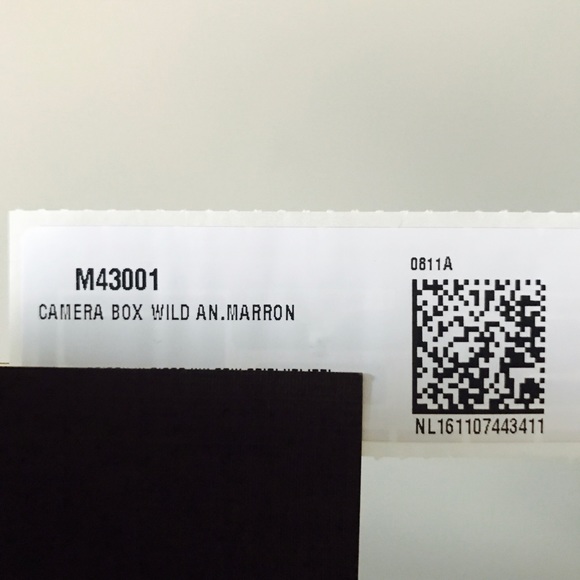 M43001
CAMERA BOX WILD AN.MARRON
0811A
NL161107443411